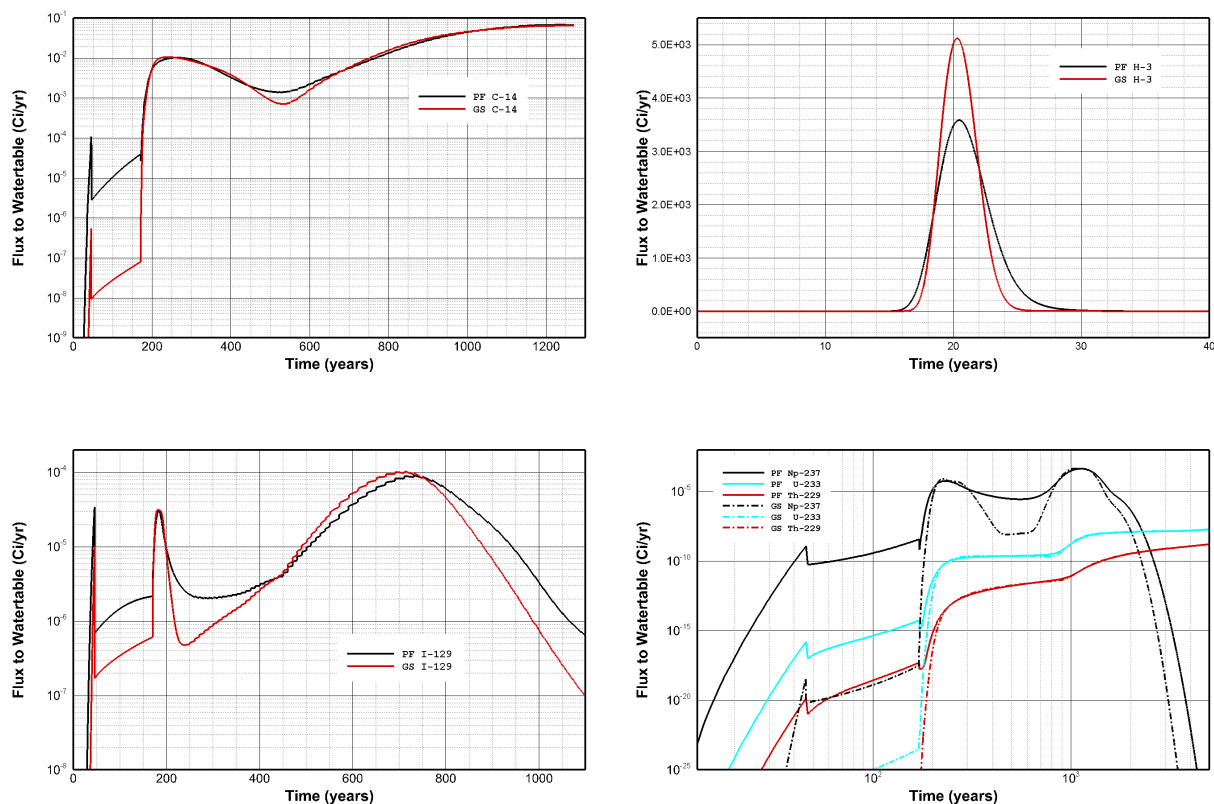 Flux to Watertable (Ci/yr)
10⁻¹
10⁻²
10⁻³
10⁻⁴
10⁻⁵
10⁻⁶
10⁻⁷
10⁻⁸
10⁻⁹
PF C-14
GS C-14
0 200 400 600 800 1000 1200
Time (years)
Flux to Watertable (Ci/yr)
5.0E+03
4.0E+03
3.0E+03
2.0E+03
1.0E+03
0.0E+00
PF H-3
GS H-3
0 10 20 30 40
Time (years)
Flux to Watertable (Ci/yr)
10⁻⁴
10⁻⁵
10⁻⁶
10⁻⁷
10⁻⁸
PF I-129
GS I-129
0 200 400 600 800 1000
Time (years)
Flux to Watertable (Ci/yr)
10⁻⁵
10⁻¹⁰
10⁻¹⁵
10⁻²⁰
10⁻²⁵
PF Np-237
PF U-233
PF Th-229
GS Np-237
GS U-233
GS Th-229
10² 10³
Time (years)